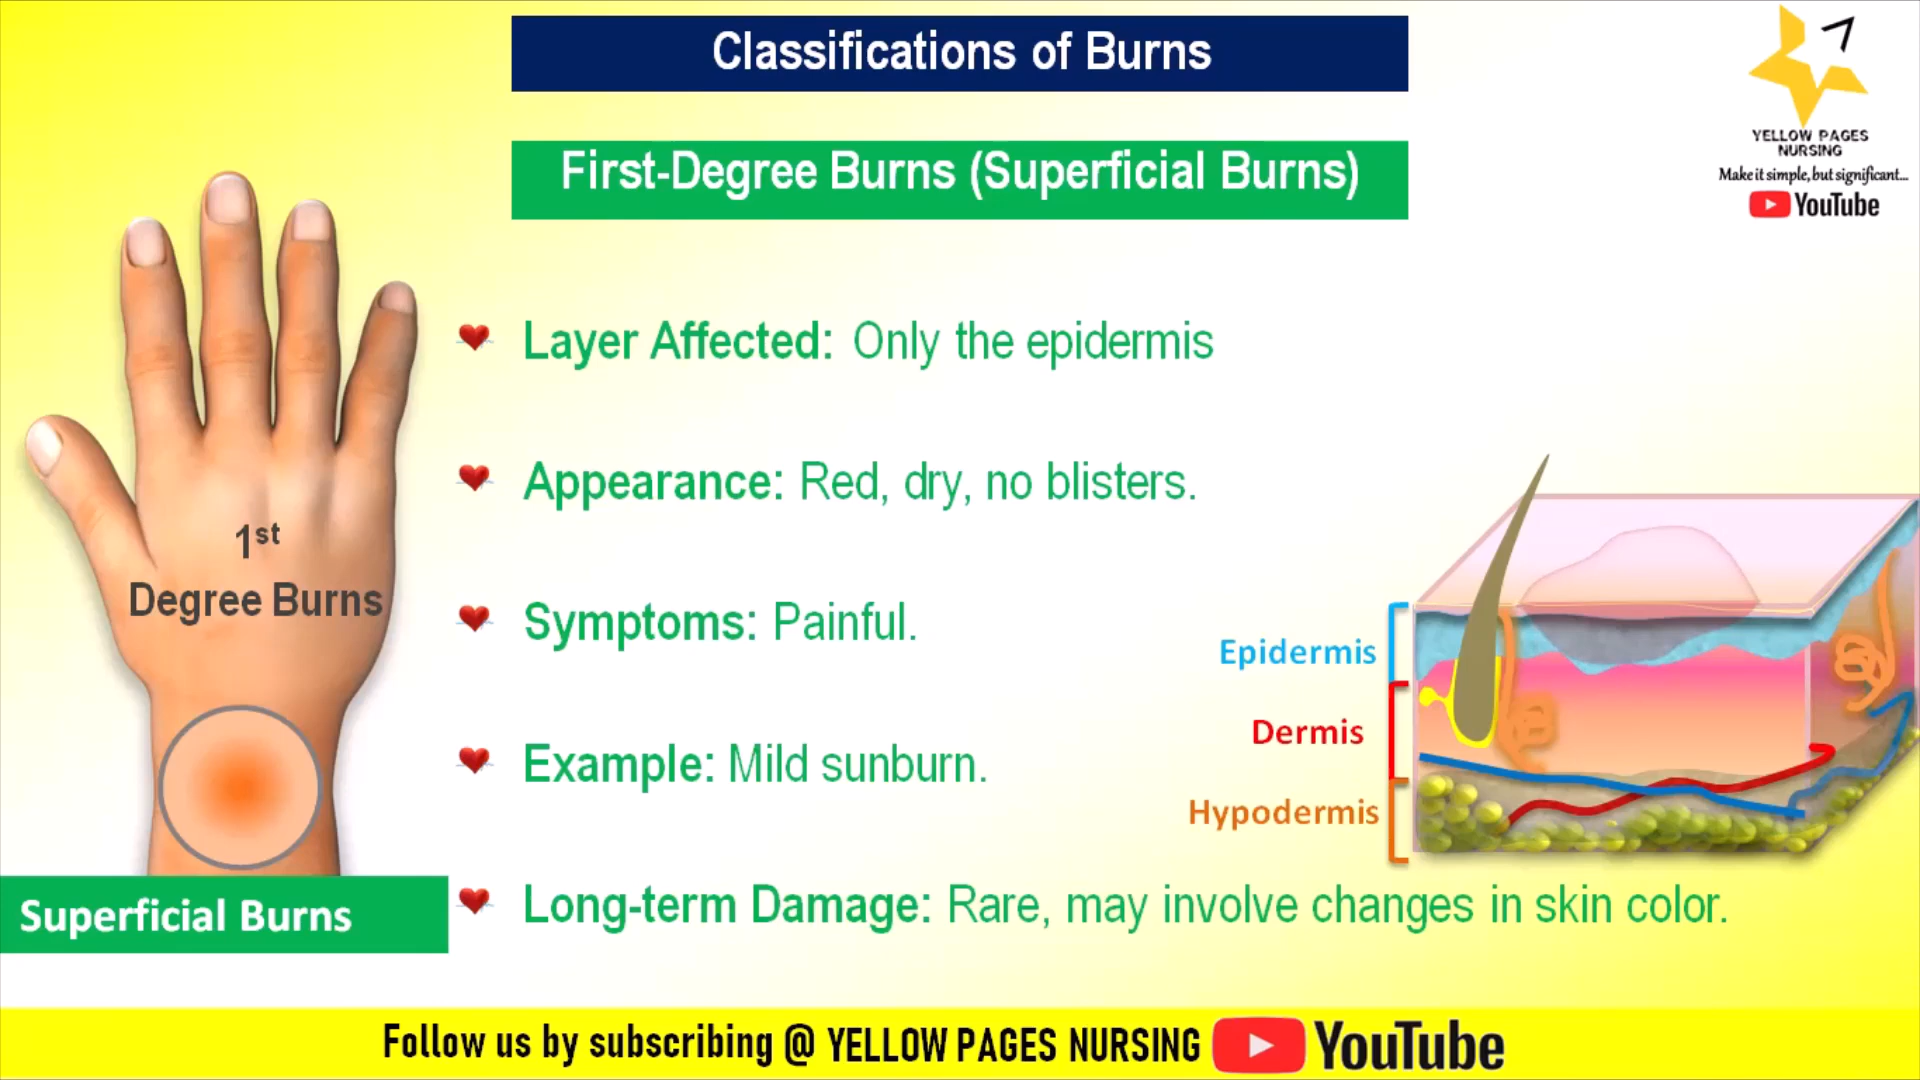 Classifications of Burns
YELLOW PAGES
NURSING
Make it simple, but significant...
YouTube
First-Degree Burns (Superficial Burns)
Layer Affected: Only the epidermis
Appearance: Red, dry, no blisters.
1st
Degree Burns
Symptoms: Painful.
Epidermis
Dermis
Example: Mild sunburn.
Hypodermis
Superficial Burns
Long-term Damage: Rare, may involve changes in skin color.
Follow us by subscribing @ YELLOW PAGES NURSING YouTube